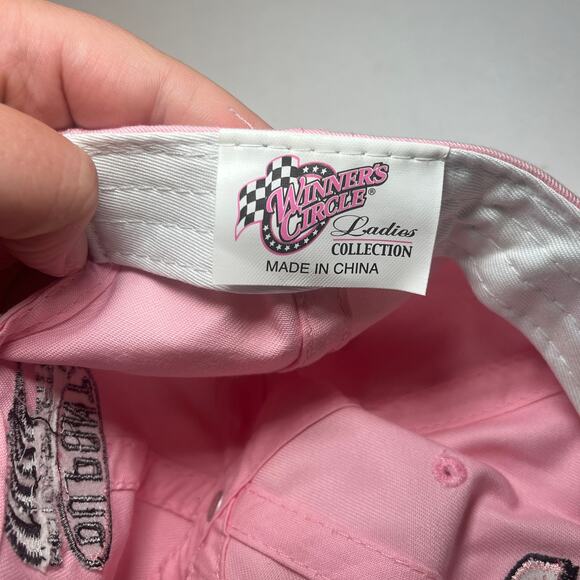 WINNER'S
CIRCLE®
Ladies
COLLECTION
MADE IN CHINA